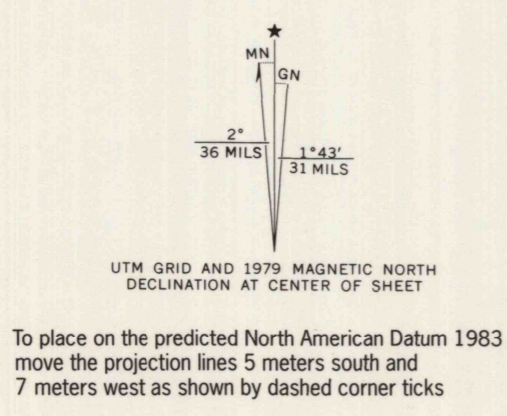 ★
MN
GN
2°
36 MILS
1°43′
31 MILS
UTM GRID AND 1979 MAGNETIC NORTH
DECLINATION AT CENTER OF SHEET
To place on the predicted North American Datum 1983
move the projection lines 5 meters south and
7 meters west as shown by dashed corner ticks